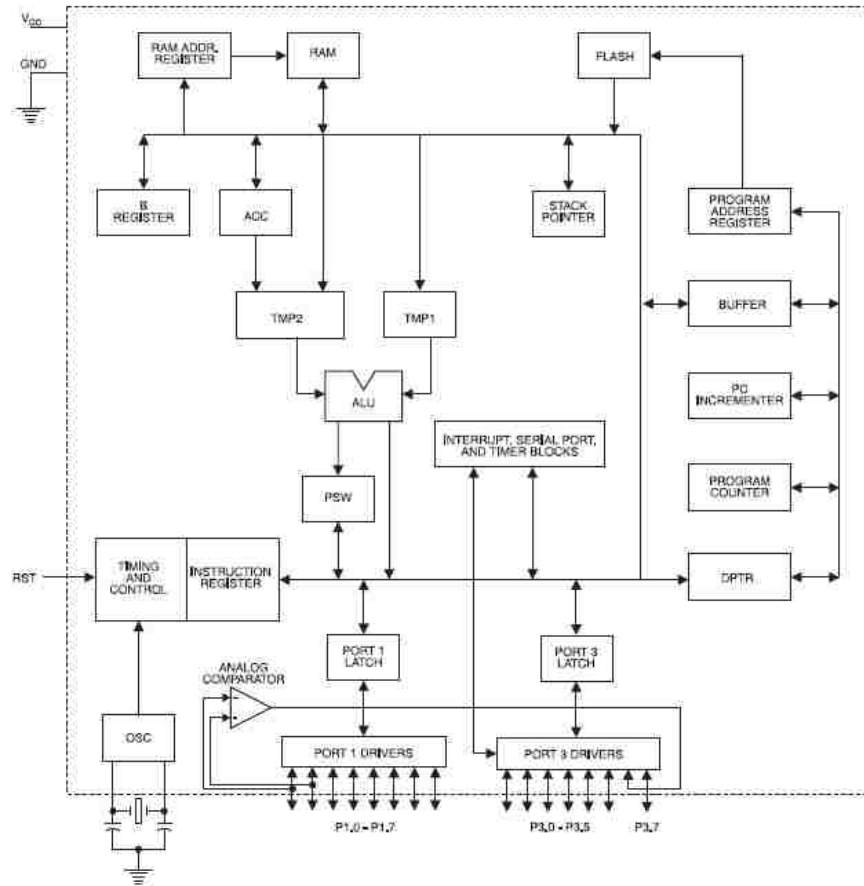 VCC
GND
RAM ADDR.
REGISTER
RAM
FLASH
B
REGISTER
ACC
STACK
POINTER
PROGRAM
ADDRESS
REGISTER
TMP2
TMP1
BUFFER
ALU
PC
INCREMENTER
INTERRUPT, SERIAL PORT,
AND TIMER BLOCKS
PSW
PROGRAM
COUNTER
RST
TIMING
AND
CONTROL
INSTRUCTION
REGISTER
DPTR
PORT 1
LATCH
PORT 3
LATCH
ANALOG
COMPARATOR
OSC
PORT 1 DRIVERS
PORT 3 DRIVERS
P1.0 - P1.7
P3.0 - P3.5
P3.7